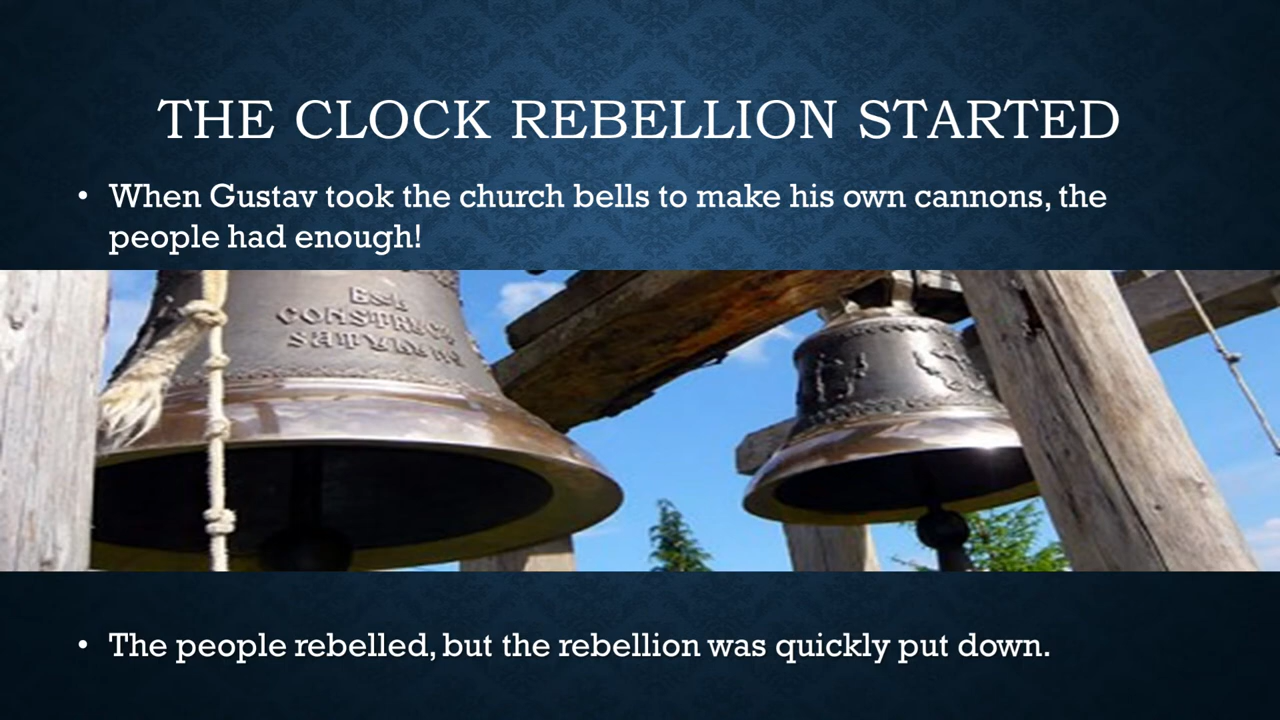 THE CLOCK REBELLION STARTED
• When Gustav took the church bells to make his own cannons, the
people had enough!
• The people rebelled, but the rebellion was quickly put down.